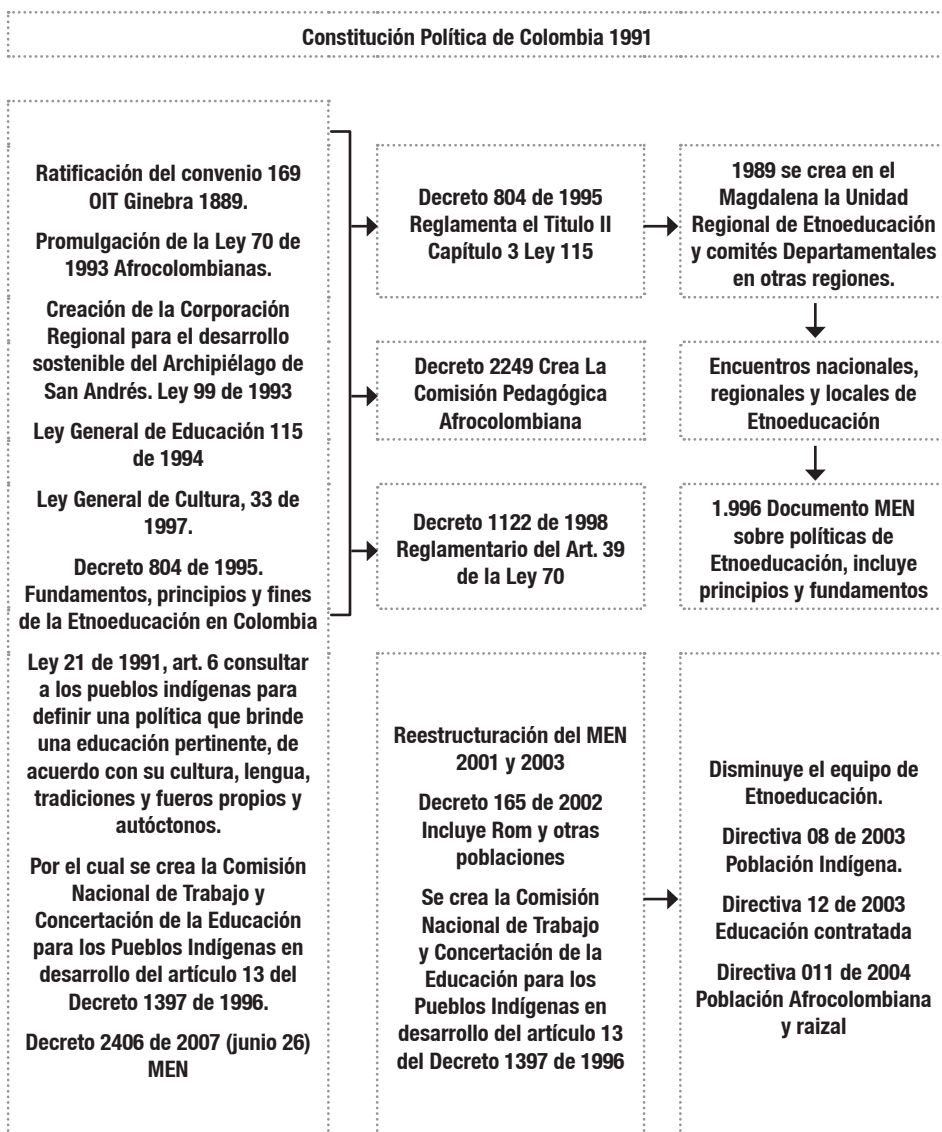 Constitución Política de Colombia 1991
Ratificación del convenio 169
OIT Ginebra 1889.
Promulgación de la Ley 70 de
1993 Afrocolombianas.
Creación de la Corporación
Regional para el desarrollo
sostenible del Archipiélago de
San Andrés. Ley 99 de 1993
Ley General de Educación 115
de 1994
Ley General de Cultura, 33 de
1997.
Decreto 804 de 1995.
Fundamentos, principios y fines
de la Etnoeducación en Colombia
Ley 21 de 1991, art. 6 consultar
a los pueblos indígenas para
definir una política que brinde
una educación pertinente, de
acuerdo con su cultura, lengua,
tradiciones y fueros propios y
autóctonos.
Por el cual se crea la Comisión
Nacional de Trabajo y
Concertación de la Educación
para los Pueblos Indígenas en
desarrollo del artículo 13 del
Decreto 1397 de 1996.
Decreto 2406 de 2007 (junio 26)
MEN
Decreto 804 de 1995
Reglamenta el Titulo II
Capítulo 3 Ley 115
1989 se crea en el
Magdalena la Unidad
Regional de Etnoeducación
y comités Departamentales
en otras regiones.
Decreto 2249 Crea La
Comisión Pedagógica
Afrocolombiana
Encuentros nacionales,
regionales y locales de
Etnoeducación
Decreto 1122 de 1998
Reglamentario del Art. 39
de la Ley 70
1.996 Documento MEN
sobre políticas de
Etnoeducación, incluye
principios y fundamentos
Reestructuración del MEN
2001 y 2003
Decreto 165 de 2002
Incluye Rom y otras
poblaciones
Se crea la Comisión
Nacional de Trabajo
y Concertación de la
Educación para los
Pueblos Indígenas en
desarrollo del artículo 13
del Decreto 1397 de 1996
Disminuye el equipo de
Etnoeducación.
Directiva 08 de 2003
Población Indígena.
Directiva 12 de 2003
Educación contratada
Directiva 011 de 2004
Población Afrocolombiana
y raizal